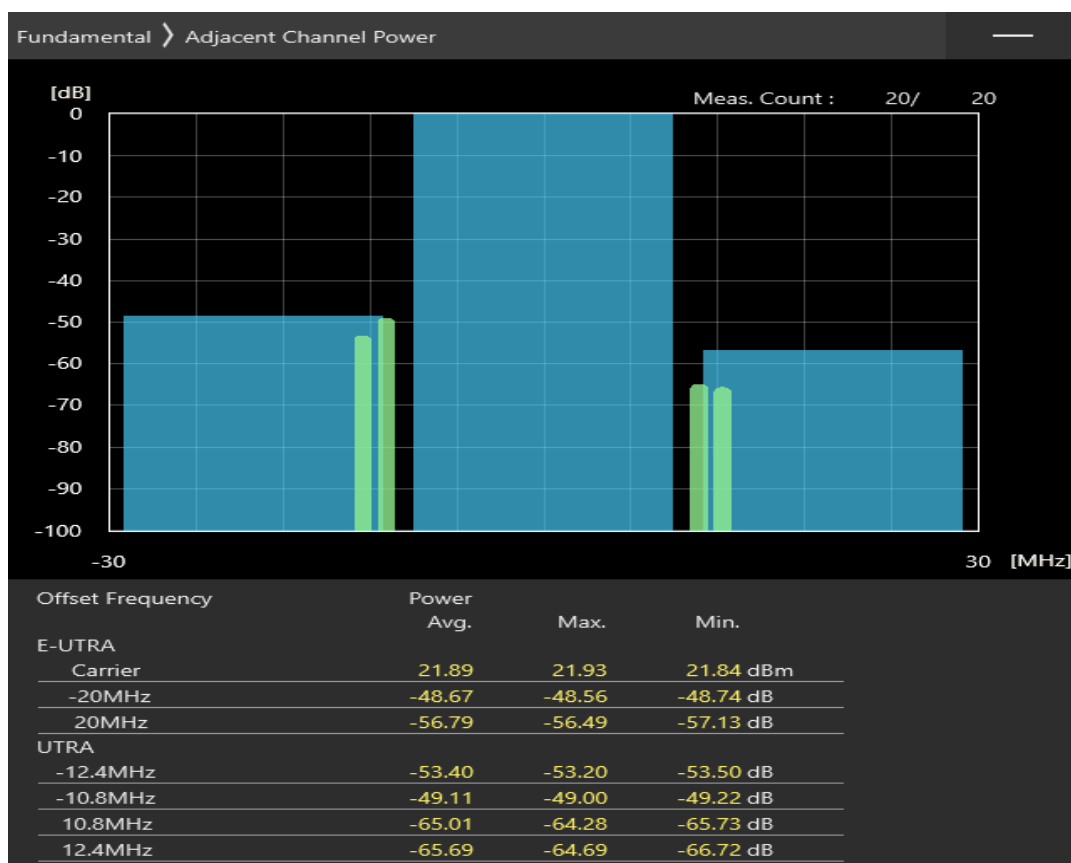 Fundamental 〉 Adjacent Channel Power
[dB]
Meas. Count : 20/ 20
0
-10
-20
-30
-40
-50
-60
-70
-80
-90
-100
-30 30 [MHz]
Offset Frequency Power
Avg. Max. Min.
E-UTRA
Carrier 21.89 21.93 21.84 dBm
-20MHz -48.67 -48.56 -48.74 dB
20MHz -56.79 -56.49 -57.13 dB
UTRA
-12.4MHz -53.40 -53.20 -53.50 dB
-10.8MHz -49.11 -49.00 -49.22 dB
10.8MHz -65.01 -64.28 -65.73 dB
12.4MHz -65.69 -64.69 -66.72 dB